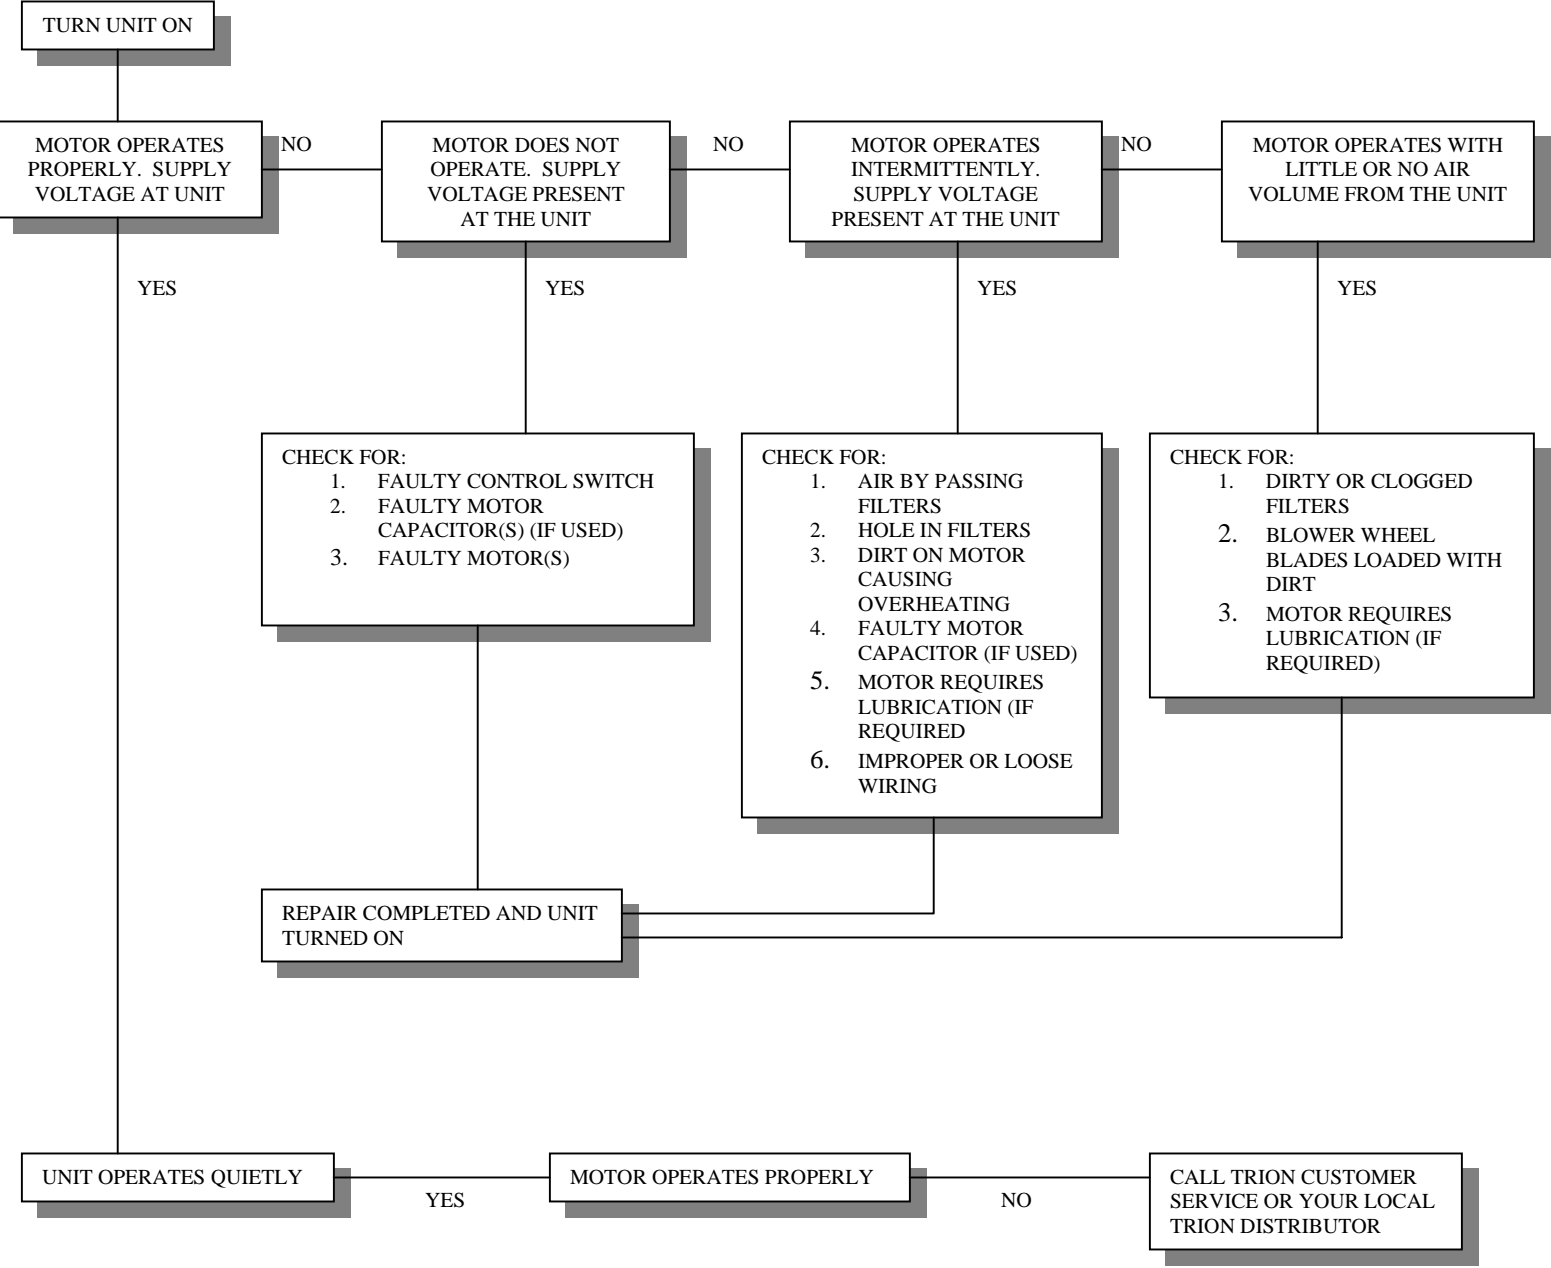 TURN UNIT ON
MOTOR OPERATES
PROPERLY. SUPPLY
VOLTAGE AT UNIT
NO
MOTOR DOES NOT
OPERATE. SUPPLY
VOLTAGE PRESENT
AT THE UNIT
NO
MOTOR OPERATES
INTERMITTENTLY.
SUPPLY VOLTAGE
PRESENT AT THE UNIT
NO
MOTOR OPERATES WITH
LITTLE OR NO AIR
VOLUME FROM THE UNIT
YES
YES
YES
YES
CHECK FOR:
1. FAULTY CONTROL SWITCH
2. FAULTY MOTOR
CAPACITOR(S) (IF USED)
3. FAULTY MOTOR(S)
CHECK FOR:
1. AIR BY PASSING
FILTERS
2. HOLE IN FILTERS
3. DIRT ON MOTOR
CAUSING
OVERHEATING
4. FAULTY MOTOR
CAPACITOR (IF USED)
5. MOTOR REQUIRES
LUBRICATION (IF
REQUIRED
6. IMPROPER OR LOOSE
WIRING
CHECK FOR:
1. DIRTY OR CLOGGED
FILTERS
2. BLOWER WHEEL
BLADES LOADED WITH
DIRT
3. MOTOR REQUIRES
LUBRICATION (IF
REQUIRED)
REPAIR COMPLETED AND UNIT
TURNED ON
UNIT OPERATES QUIETLY
YES
MOTOR OPERATES PROPERLY
NO
CALL TRION CUSTOMER
SERVICE OR YOUR LOCAL
TRION DISTRIBUTOR